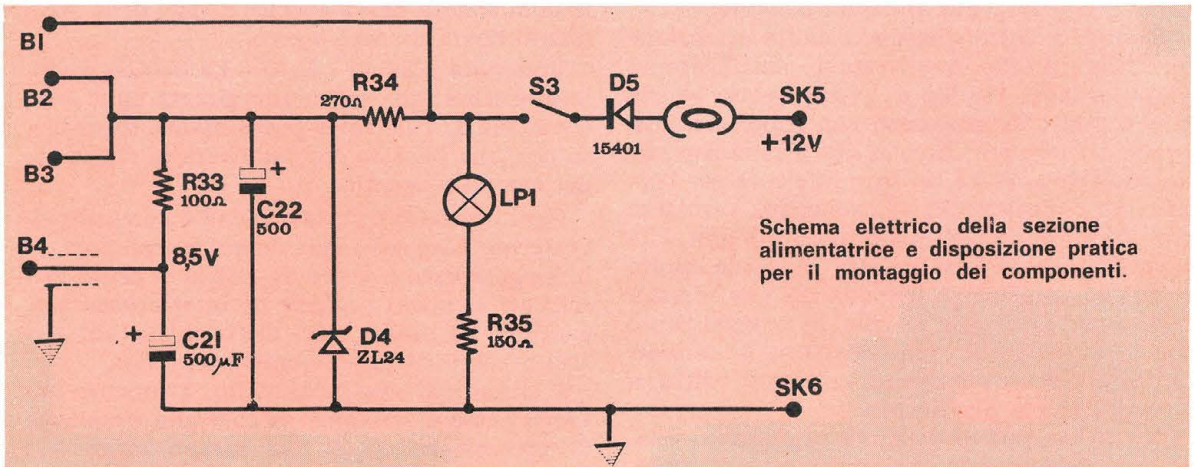 B1
B2
B3
B4
R34
270Ω
S3
D5
15401
SK5
+12V
R33
100Ω
+
C22
500
LP1
8,5V
+
C21
500µF
D4
ZL24
R35
150Ω
SK6
Schema elettrico della sezione
alimentatrice e disposizione pratica
per il montaggio dei componenti.